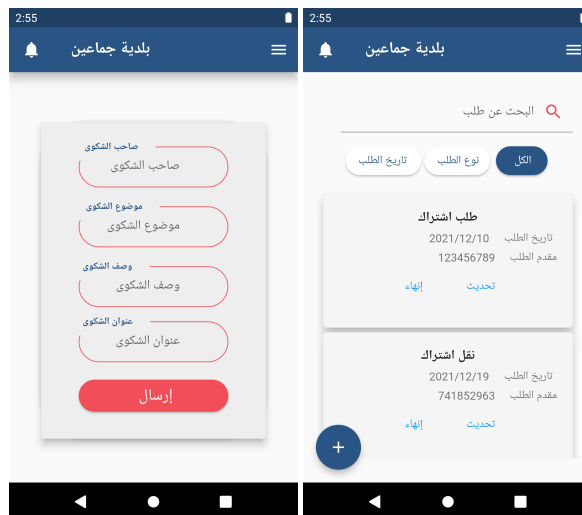 2:55
بلدية جماعين
صاحب الشكوى
صاحب الشكوى
موضوع الشكوى
موضوع الشكوى
وصف الشكوى
وصف الشكوى
عنوان الشكوى
عنوان الشكوى
إرسال
2:55
بلدية جماعين
البحث عن طلب
الكل نوع الطلب تاريخ الطلب
طلب اشتراك
تاريخ الطلب 2021/12/10
مقدم الطلب 123456789
تحديث إنهاء
نقل اشتراك
تاريخ الطلب 2021/12/19
مقدم الطلب 741852963
تحديث إنهاء
+